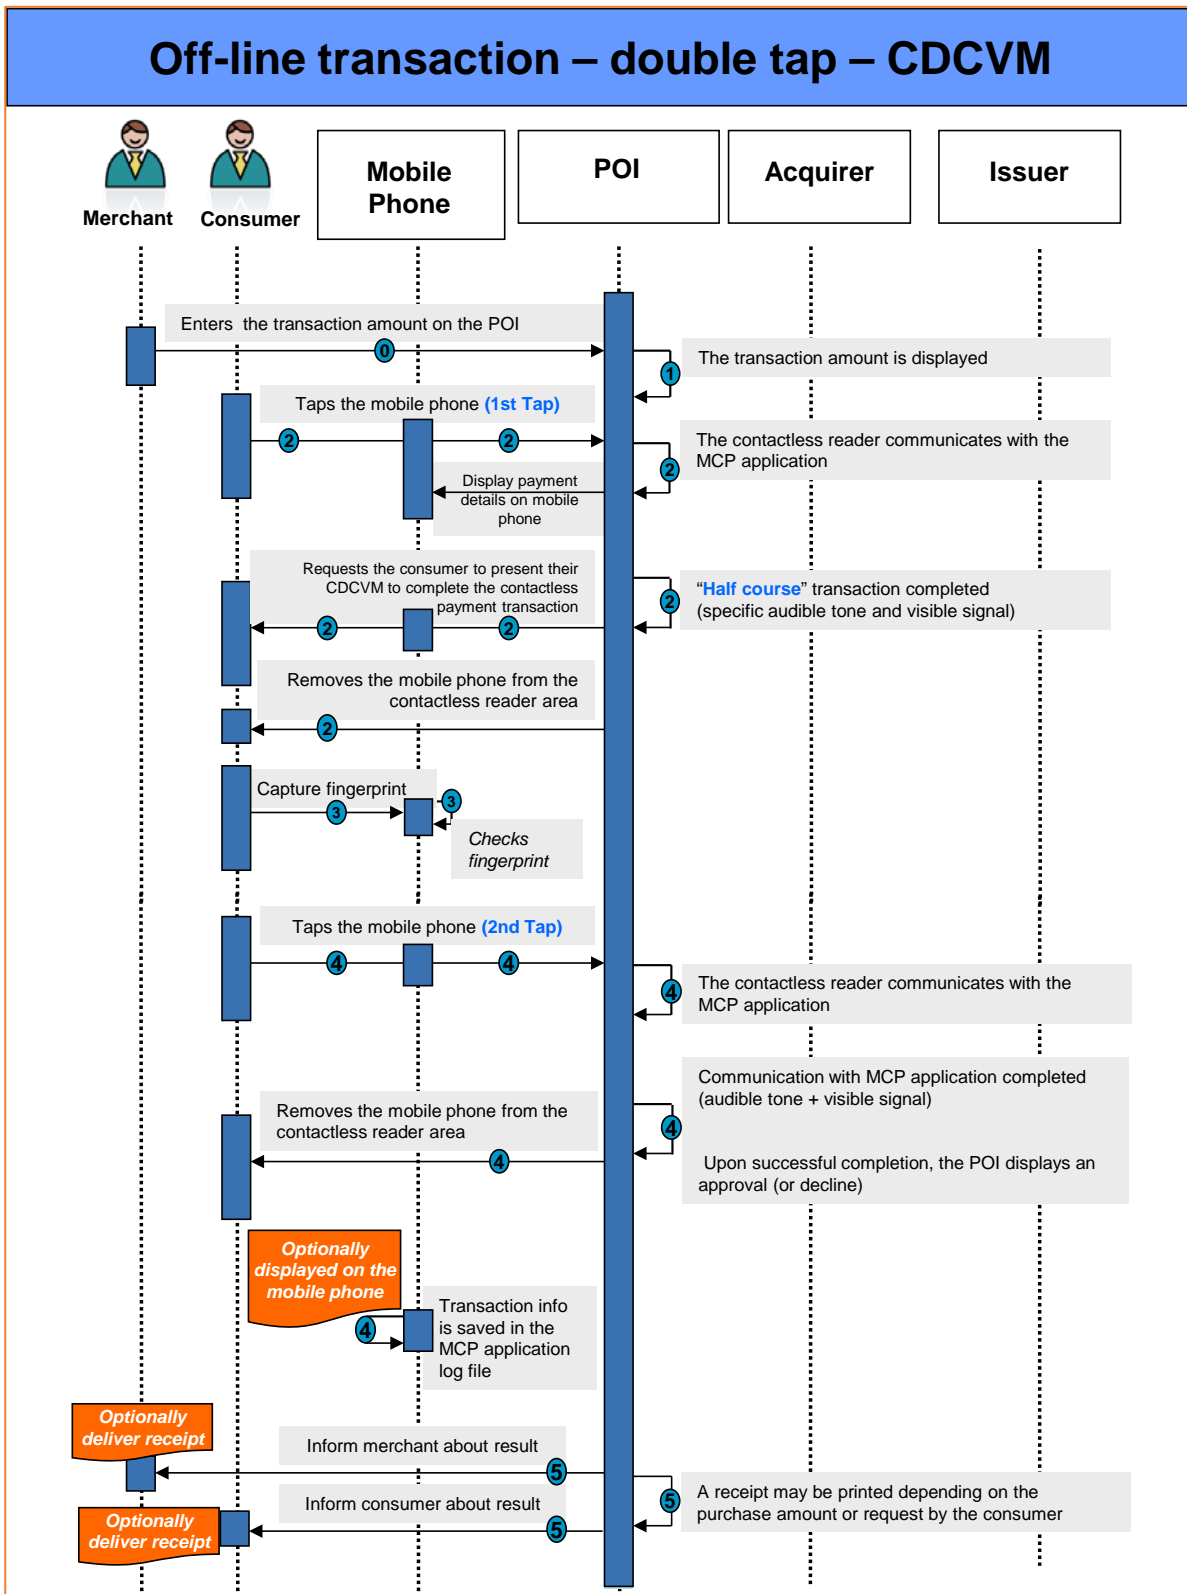 Off-line transaction – double tap – CDCVM
Merchant
Consumer
Mobile
Phone
POI
Acquirer
Issuer
Enters the transaction amount on the POI
0
The transaction amount is displayed
1
Taps the mobile phone (1st Tap)
2
2
The contactless reader communicates with the
MCP application
2
Display payment
details on mobile
phone
Requests the consumer to present their
CDCVM to complete the contactless
payment transaction
2
2
“Half course” transaction completed
(specific audible tone and visible signal)
2
Removes the mobile phone from the
contactless reader area
2
Capture fingerprint
3
3
Checks
fingerprint
Taps the mobile phone (2nd Tap)
4
4
The contactless reader communicates with the
MCP application
4
Communication with MCP application completed
(audible tone + visible signal)
4
Upon successful completion, the POI displays an
approval (or decline)
Removes the mobile phone from the
contactless reader area
4
Optionally
displayed on the
mobile phone
4
Transaction info
is saved in the
MCP application
log file
Optionally
deliver receipt
Inform merchant about result
5
A receipt may be printed depending on the
purchase amount or request by the consumer
5
Optionally
deliver receipt
Inform consumer about result
5